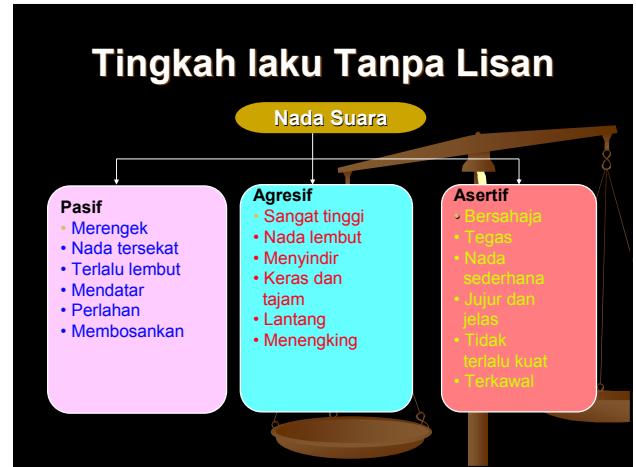 Tingkah laku Tanpa Lisan
Nada Suara
Pasif
• Merengek
• Nada tersekat
• Terlalu lembut
• Mendatar
• Perlahan
• Membosankan
Agresif
• Sangat tinggi
• Nada lembut
• Menyindir
• Keras dan
tajam
• Lantang
• Menengking
Asertif
• Bersahaja
• Tegas
• Nada
sederhana
• Jujur dan
jelas
• Tidak
terlalu kuat
• Terkawal